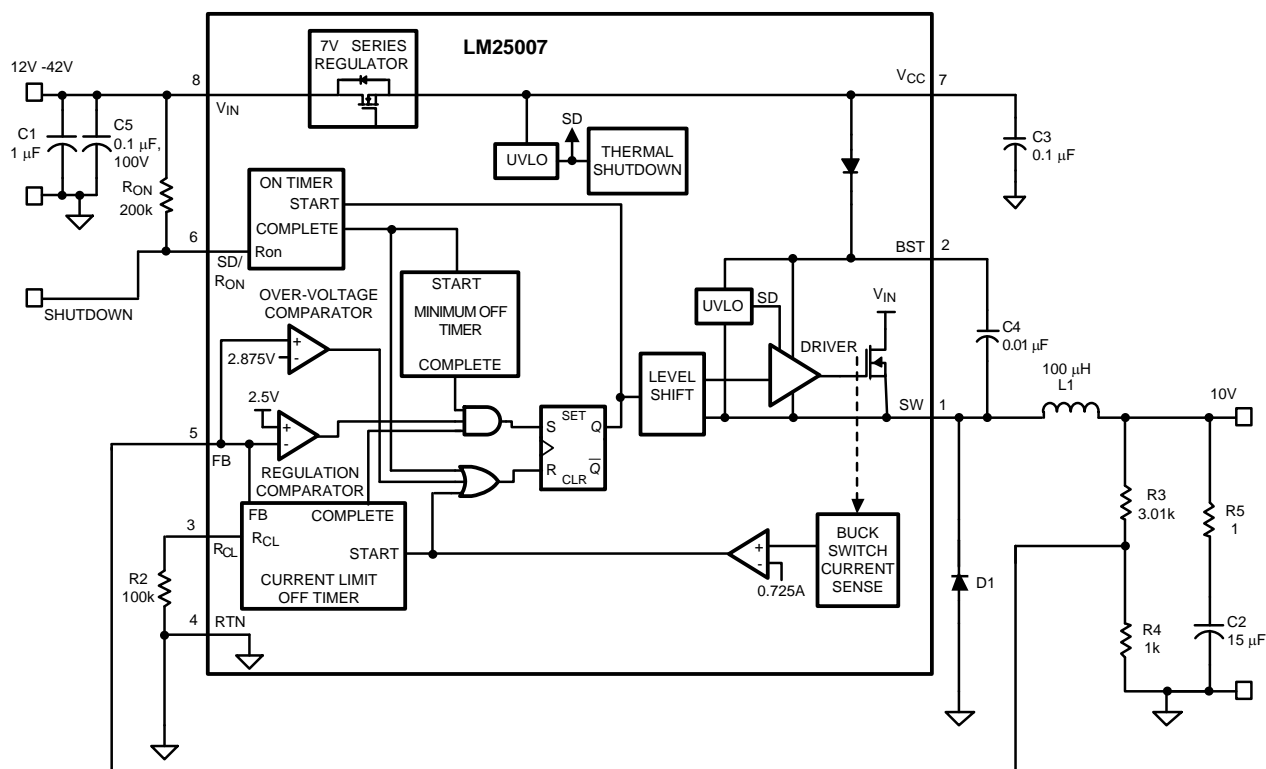 LM25007
12V -42V
8
VIN
7V SERIES
REGULATOR
VCC
7
C1
1 µF
C5
0.1 µF,
100V
RON
200k
UVLO
SD
THERMAL
SHUTDOWN
C3
0.1 µF
ON TIMER
START
COMPLETE
Ron
6
SD/
RON
SHUTDOWN
BST
2
OVER-VOLTAGE
COMPARATOR
START
MINIMUM OFF
TIMER
COMPLETE
UVLO
SD
VIN
DRIVER
C4
0.01 µF
+
-
2.875V
LEVEL
SHIFT
100 µH
L1
10V
2.5V
+
-
SET
S
Q
R
Q
CLR
SW
1
5
FB
REGULATION
COMPARATOR
R3
3.01k
R5
1
FB
COMPLETE
RCL
START
CURRENT LIMIT
OFF TIMER
3
RCL
+
-
0.725A
BUCK
SWITCH
CURRENT
SENSE
D1
R2
100k
4
RTN
R4
1k
C2
15 µF